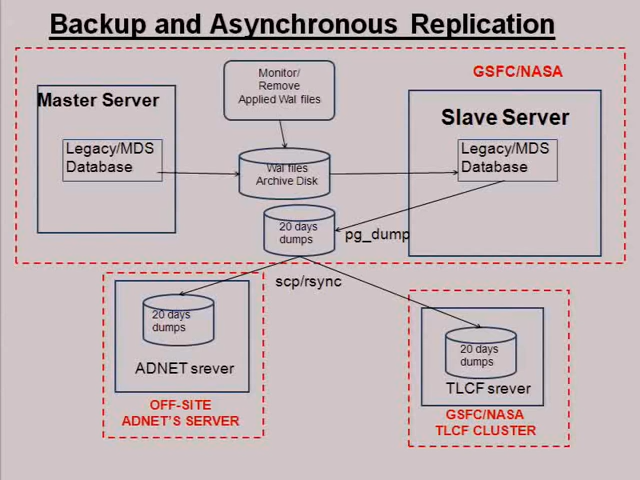 Backup and Asynchronous Replication
GSFC/NASA
Monitor/
Remove
Applied Wal files
Master Server
Slave Server
Legacy/MDS
Database
Wal files
Archive Disk
Legacy/MDS
Database
20 days
dumps
pg_dump
scp/rsync
20 days
dumps
ADNET srever
OFF-SITE
ADNET'S SERVER
20 days
dumps
TLCF srever
GSFC/NASA
TLCF CLUSTER